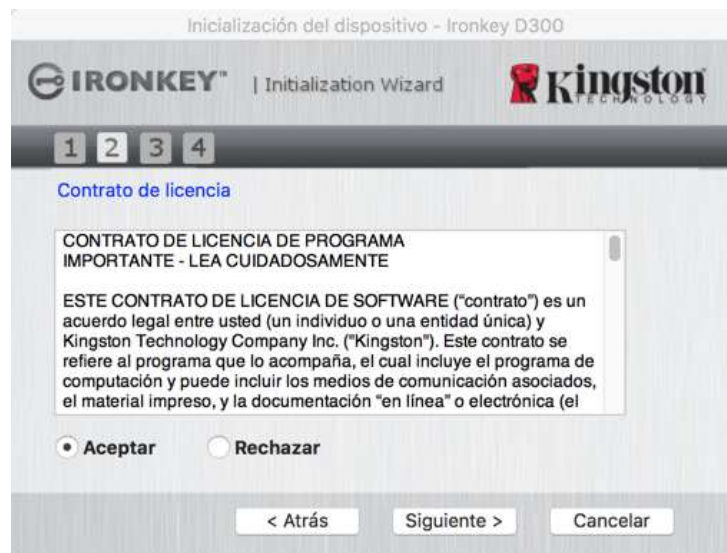 Inicialización del dispositivo - Ironkey D300
IRONKEY™ | Initialization Wizard Kingston
TECHNOLOGY
1 2 3 4
Contrato de licencia
CONTRATO DE LICENCIA DE PROGRAMA
IMPORTANTE - LEA CUIDADOSAMENTE
ESTE CONTRATO DE LICENCIA DE SOFTWARE (“contrato”) es un
acuerdo legal entre usted (un individuo o una entidad única) y
Kingston Technology Company Inc. ("Kingston"). Este contrato se
refiere al programa que lo acompaña, el cual incluye el programa de
computación y puede incluir los medios de comunicación asociados,
el material impreso, y la documentación “en línea” o electrónica (el
Aceptar Rechazar
< Atrás Siguiente > Cancelar